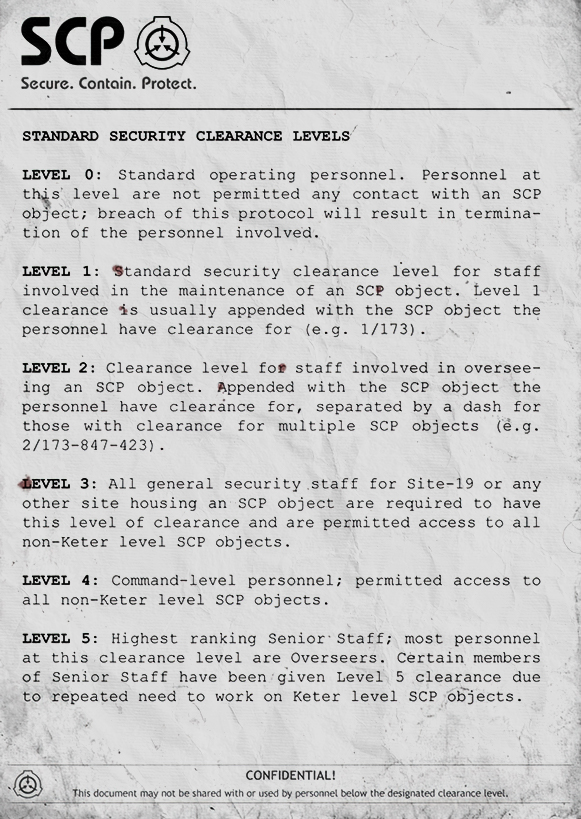 SCP
Secure. Contain. Protect.
STANDARD SECURITY CLEARANCE LEVELS
LEVEL 0: Standard operating personnel. Personnel at
this level are not permitted any contact with an SCP
object; breach of this protocol will result in termina-
tion of the personnel involved.
LEVEL 1: Standard security clearance level for staff
involved in the maintenance of an SCP object. Level 1
clearance is usually appended with the SCP object the
personnel have clearance for (e.g. 1/173).
LEVEL 2: Clearance level for staff involved in oversee-
ing an SCP object. Appended with the SCP object the
personnel have clearance for, separated by a dash for
those with clearance for multiple SCP objects (e.g.
2/173-847-423).
LEVEL 3: All general security staff for Site-19 or any
other site housing an SCP object are required to have
this level of clearance and are permitted access to all
non-Keter level SCP objects.
LEVEL 4: Command-level personnel; permitted access to
all non-Keter level SCP objects.
LEVEL 5: Highest ranking Senior Staff; most personnel
at this clearance level are Overseers. Certain members
of Senior Staff have been given Level 5 clearance due
to repeated need to work on Keter level SCP objects.
CONFIDENTIAL!
This document may not be shared with or used by personnel below the designated clearance level.